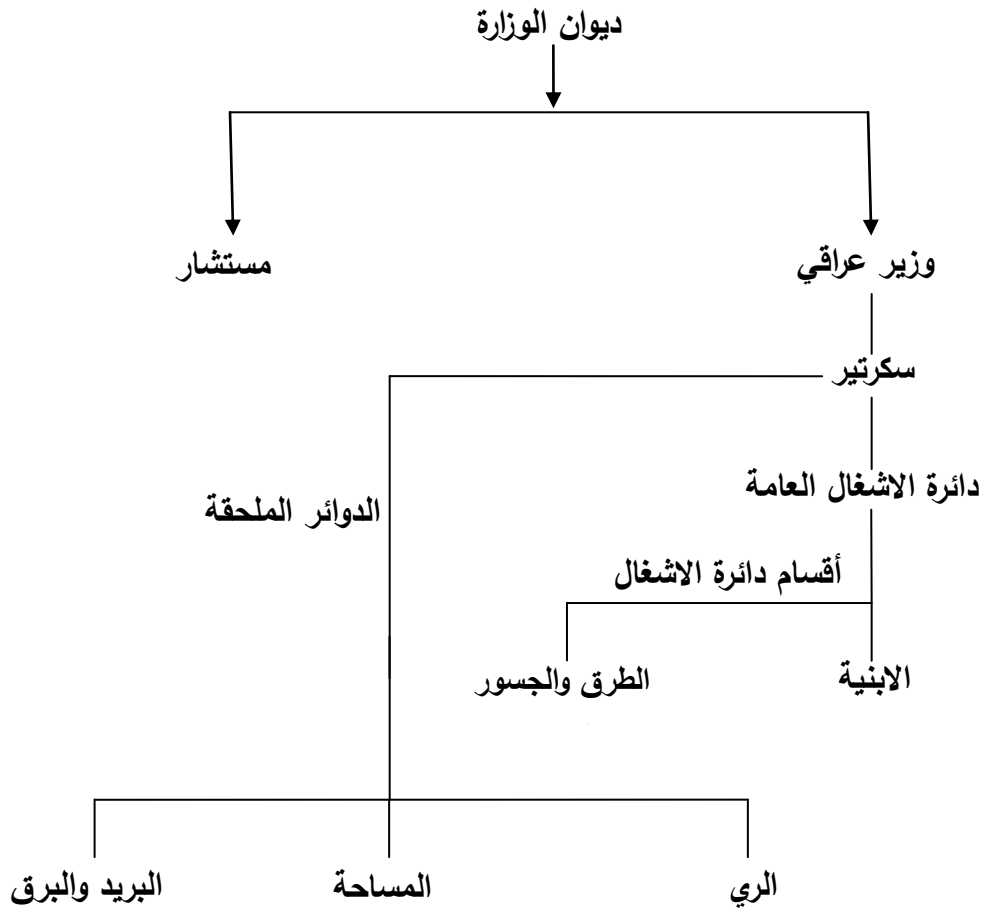 ديوان الوزارة
وزير عراقي
مستشار
سكرتير
دائرة الاشغال العامة
الدوائر الملحقة
أقسام دائرة الاشغال
الابنية
الطرق والجسور
الري
المساحة
البريد والبرق